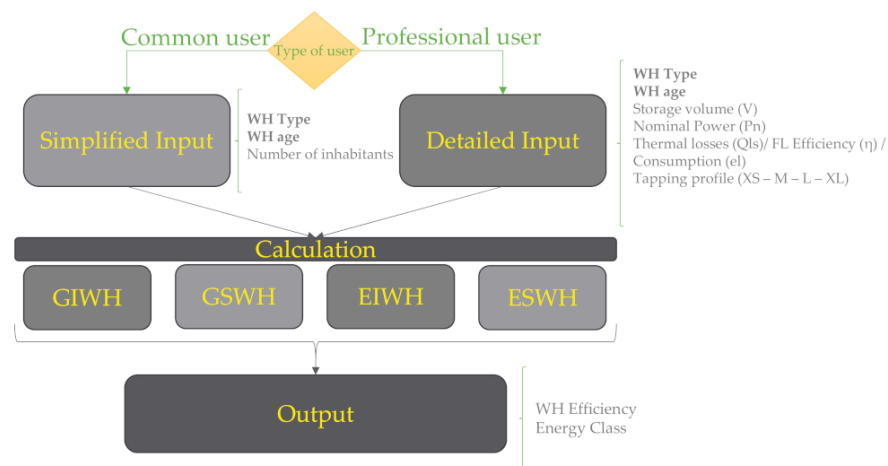 Common user
Type of user
Professional user
Simplified Input
WH Type
WH age
Number of inhabitants
Detailed Input
WH Type
WH age
Storage volume (V)
Nominal Power (Pn)
Thermal losses (Qls)/ FL Efficiency (η) /
Consumption (el)
Tapping profile (XS – M – L – XL)
Calculation
GIWH
GSWH
EIWH
ESWH
Output
WH Efficiency
Energy Class